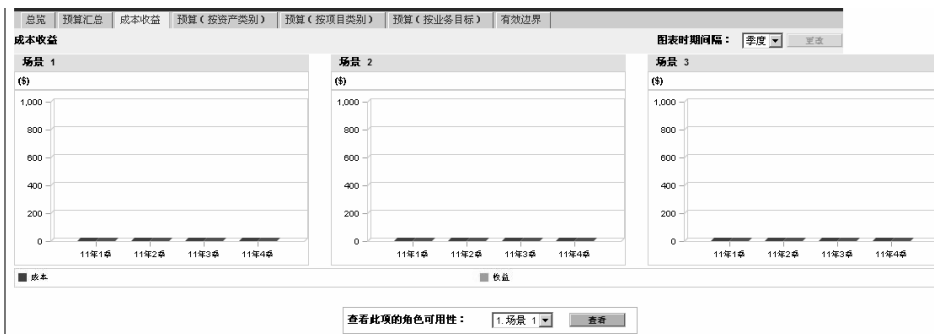 总览 预算汇总 成本收益 预算(按资产类别) 预算(按项目类别) 预算(按业务目标) 有效边界
成本收益 图表时期间隔： 季度 更改
场景 1 场景 2 场景 3
($) ($) ($)
1,000 1,000 1,000
800 800 800
600 600 600
400 400 400
200 200 200
0 0 0
11年1季 11年2季 11年3季 11年4季 11年1季 11年2季 11年3季 11年4季 11年1季 11年2季 11年3季 11年4季
成本 收益
查看此项的角色可用性： 1.场景 1 查看